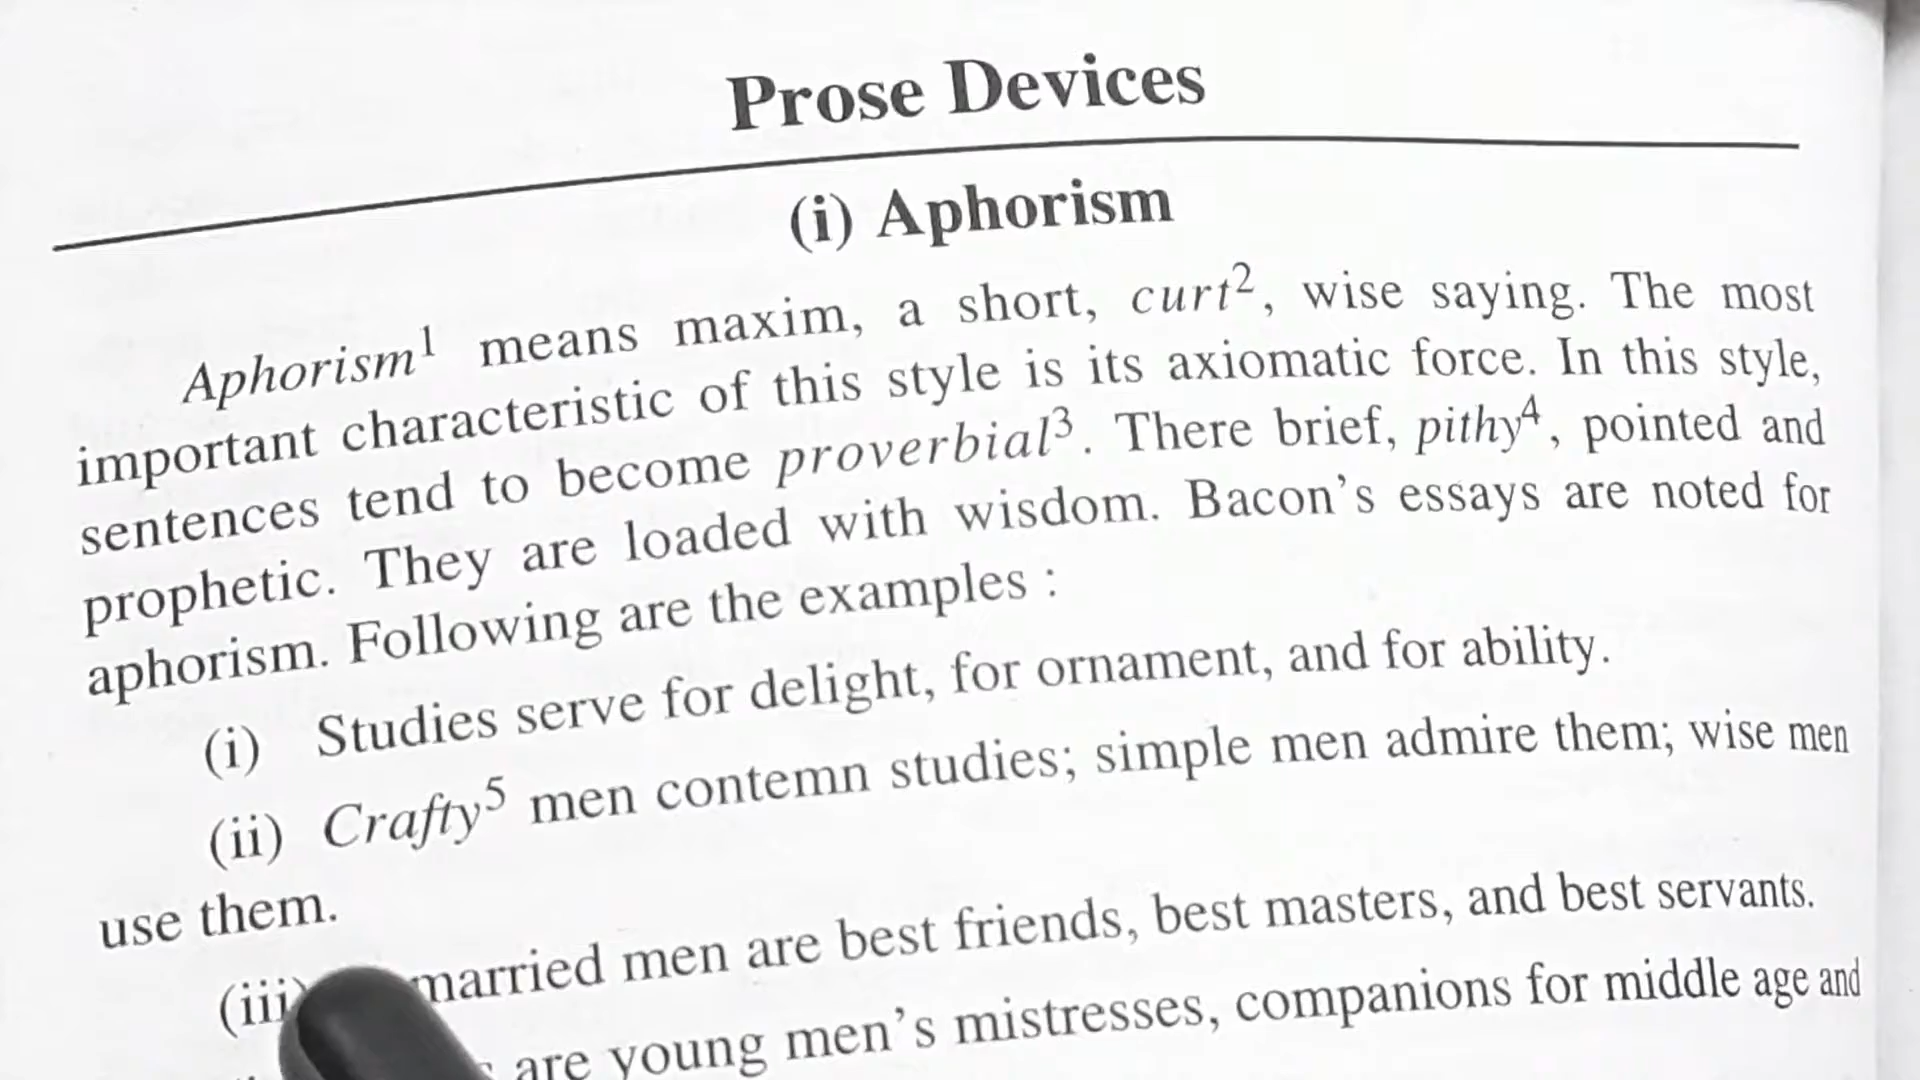 Prose Devices
(i) Aphorism
Aphorism1 means maxim, a short, curt2, wise saying. The most
important characteristic of this style is its axiomatic force. In this style,
sentences tend to become proverbial3. There brief, pithy4, pointed and
prophetic. They are loaded with wisdom. Bacon's essays are noted for
aphorism. Following are the examples :
(i) Studies serve for delight, for ornament, and for ability.
(ii) Crafty5 men contemn studies; simple men admire them; wise men
use them.
(iii) married men are best friends, best masters, and best servants.
are young men's mistresses, companions for middle age and